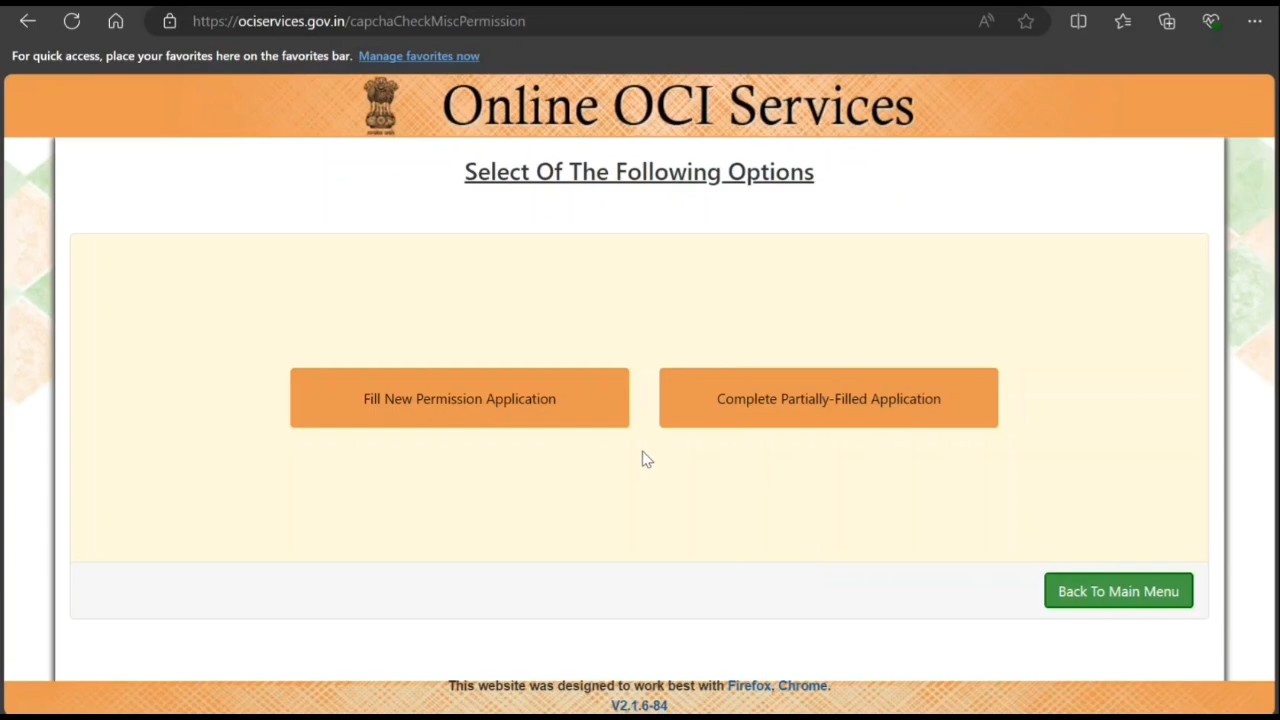 https://ociservices.gov.in/capchaCheckMiscPermission
For quick access, place your favorites here on the favorites bar. Manage favorites now
Online OCI Services
Select Of The Following Options
Fill New Permission Application
Complete Partially-Filled Application
Back To Main Menu
This website was designed to work best with Firefox, Chrome.
V2.1.6-84